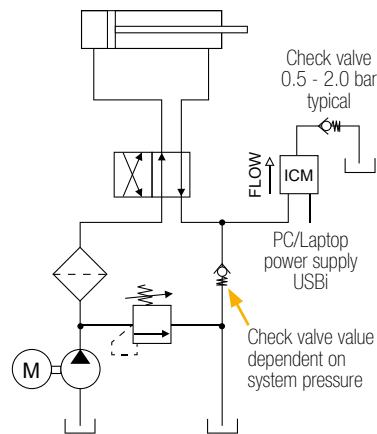 Check valve
0.5 - 2.0 bar
typical
FLOW
ICM
PC/Laptop
power supply
USBi
Check valve value
dependent on
system pressure
M